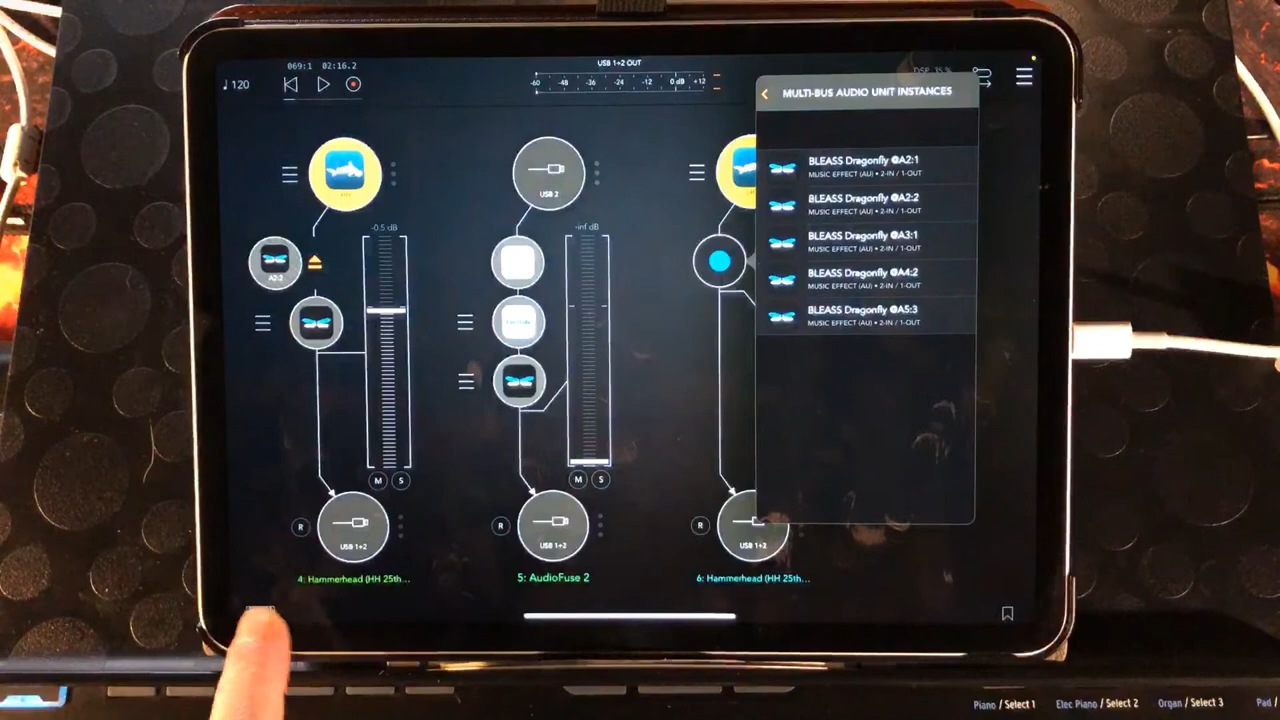 069:1 02:16.2
120
USB 1+2 OUT
-60 -48 -36 -24 -12 0 dB +12
DSP 15 %
MULTI-BUS AUDIO UNIT INSTANCES
BLEASS Dragonfly @A2:1
MUSIC EFFECT (AU) • 2-IN / 1-OUT
BLEASS Dragonfly @A2:2
MUSIC EFFECT (AU) • 2-IN / 1-OUT
BLEASS Dragonfly @A3:1
MUSIC EFFECT (AU) • 2-IN / 1-OUT
BLEASS Dragonfly @A4:2
MUSIC EFFECT (AU) • 2-IN / 1-OUT
BLEASS Dragonfly @A5:3
MUSIC EFFECT (AU) • 2-IN / 1-OUT
USB 2
-0.5 dB
-inf dB
A2:2
M S
M S
R
USB 1+2
R
USB 1+2
R
USB 1+2
4: Hammerhead (HH 25th...
5: AudioFuse 2
6: Hammerhead (HH 25th...
Piano / Select 1
Elec Piano / Select 2
Organ / Select 3
Pad /